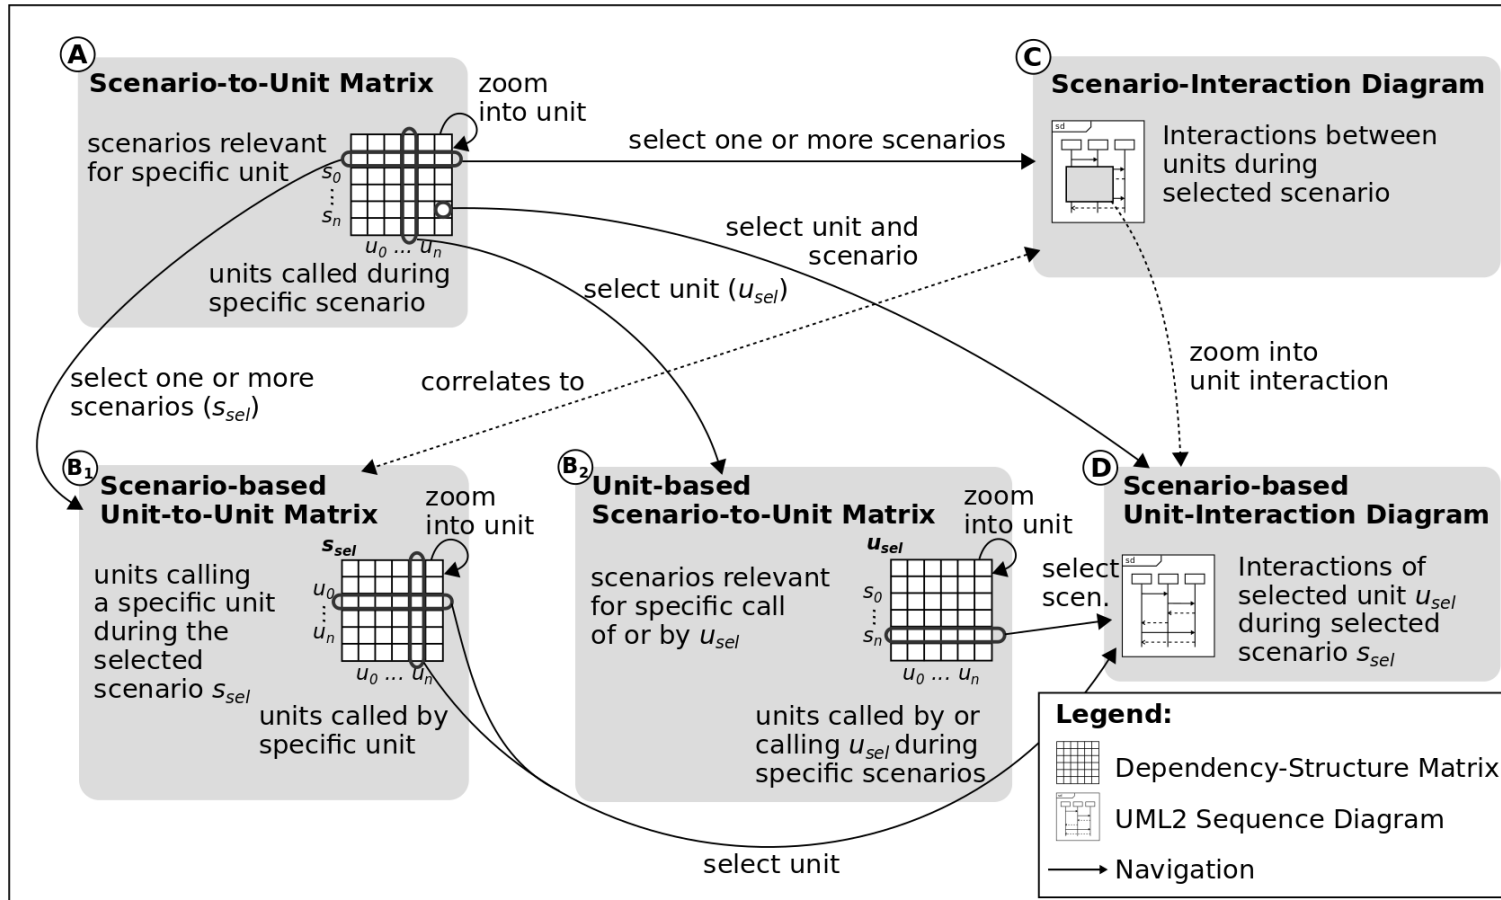 A
Scenario-to-Unit Matrix
zoom
into unit
scenarios relevant
for specific unit
s0
...
sn
u0 ... un
units called during
specific scenario
select one or more scenarios
select unit and
scenario
select unit (usel)
C
Scenario-Interaction Diagram
sd
Interactions between
units during
selected scenario
select one or more
scenarios (ssel)
correlates to
zoom into
unit interaction
B1
Scenario-based
Unit-to-Unit Matrix
zoom
into unit
ssel
units calling
a specific unit
during the
selected
scenario ssel
u0
...
un
u0 ... un
units called by
specific unit
B2
Unit-based
Scenario-to-Unit Matrix
zoom
into unit
usel
scenarios relevant
for specific call
of or by usel
s0
...
sn
u0 ... un
units called by or
calling usel during
specific scenarios
select
scen.
D
Scenario-based
Unit-Interaction Diagram
sd
Interactions of
selected unit usel
during selected
scenario ssel
select unit
Legend:
Dependency-Structure Matrix
sd
UML2 Sequence Diagram
Navigation